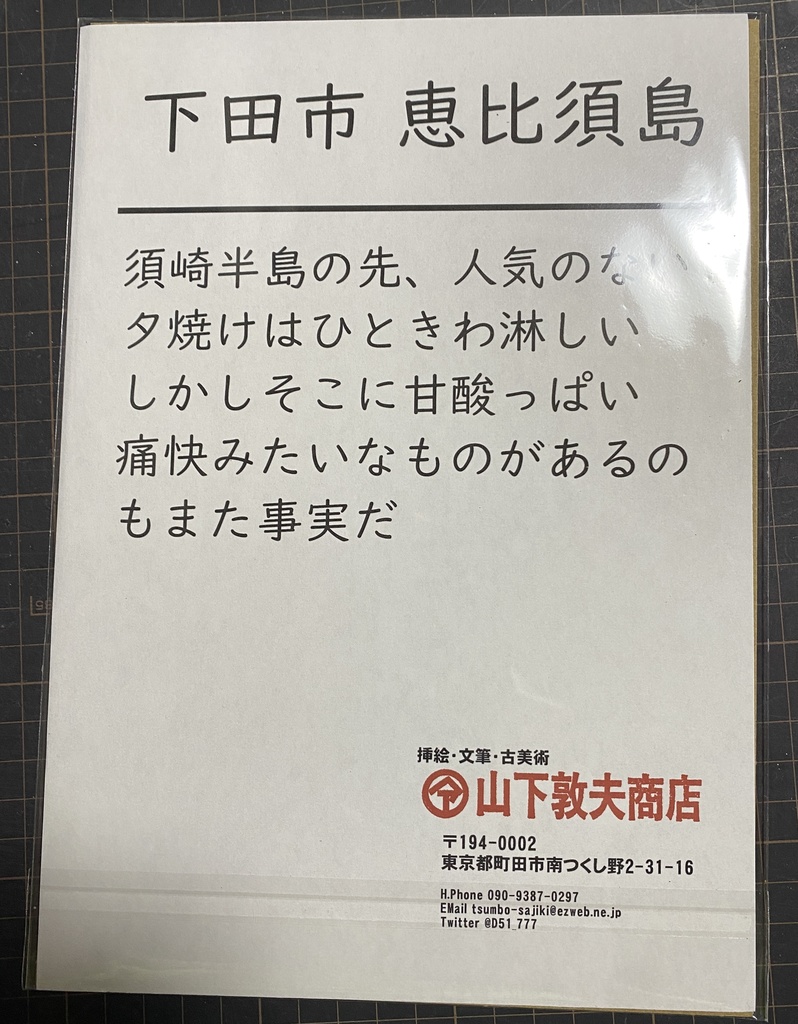 下田市 恵比須島
須崎半島の先、人気のない
夕焼けはひときわ淋しい
しかしそこに甘酸っぱい
痛快みたいなものがあるの
もまた事実だ
挿絵・文筆・古美術
山下敦夫商店
〒194-0002
東京都町田市南つくし野2-31-16
H.Phone 090-9387-0297
EMail tsumbo-sajiki@ezweb.ne.jp
Twitter @D51_777